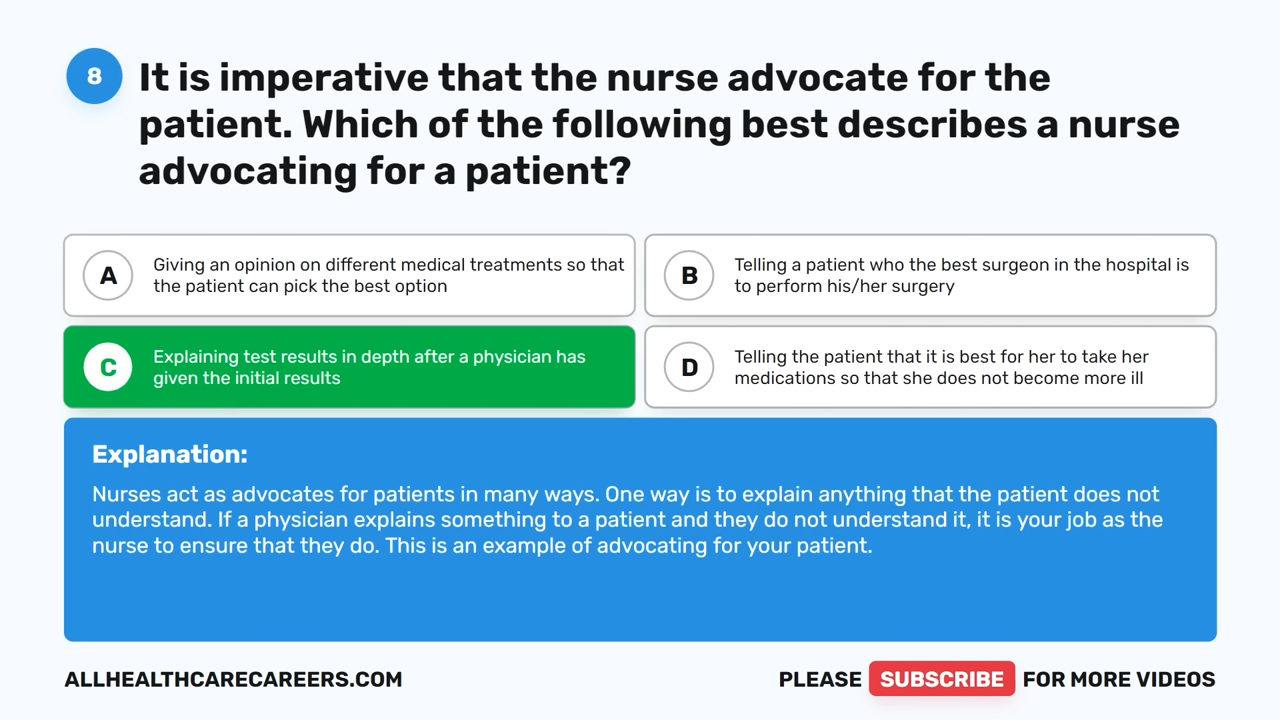 8
It is imperative that the nurse advocate for the
patient. Which of the following best describes a nurse
advocating for a patient?
A
Giving an opinion on different medical treatments so that
the patient can pick the best option
B
Telling a patient who the best surgeon in the hospital is
to perform his/her surgery
C
Explaining test results in depth after a physician has
given the initial results
D
Telling the patient that it is best for her to take her
medications so that she does not become more ill
Explanation:
Nurses act as advocates for patients in many ways. One way is to explain anything that the patient does not
understand. If a physician explains something to a patient and they do not understand it, it is your job as the
nurse to ensure that they do. This is an example of advocating for your patient.
ALLHEALTHCARECAREERS.COM
PLEASE SUBSCRIBE FOR MORE VIDEOS